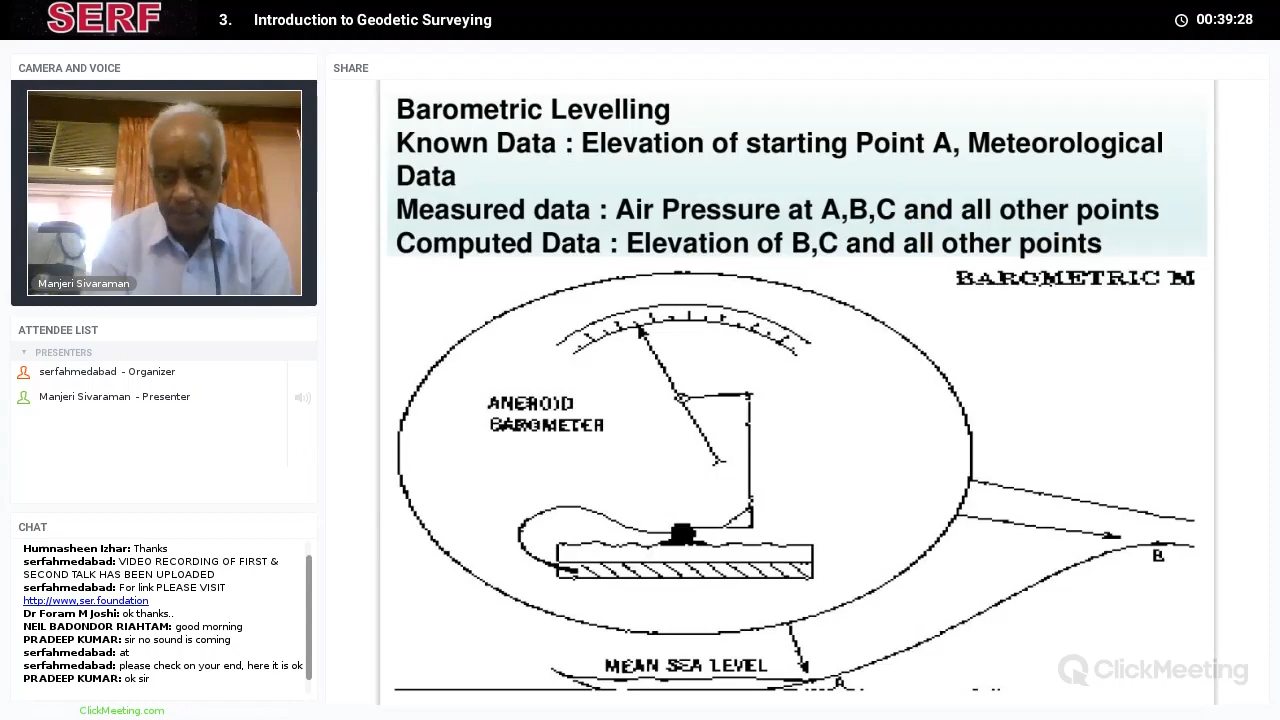 SERF
3. Introduction to Geodetic Surveying
00:39:28
CAMERA AND VOICE
SHARE
Manjeri Sivaraman
ATTENDEE LIST
PRESENTERS
serfahmedabad - Organizer
Manjeri Sivaraman - Presenter
CHAT
Humnasheen Izhar: Thanks
serfahmedabad: VIDEO RECORDING OF FIRST &
SECOND TALK HAS BEEN UPLOADED
serfahmedabad: For link PLEASE VISIT
http://www,ser.foundation
Dr Foram M Joshi: ok thanks..
NEIL BADONDOR RIAHTAM: good morning
PRADEEP KUMAR: sir no sound is coming
serfahmedabad: at
serfahmedabad: please check on your end, here it is ok
PRADEEP KUMAR: ok sir
ClickMeeting.com
Barometric Levelling
Known Data : Elevation of starting Point A, Meteorological
Data
Measured data : Air Pressure at A,B,C and all other points
Computed Data : Elevation of B,C and all other points
BAROMETRIC M
ANEROID
BAROMETER
B
MEAN SEA LEVEL
A
ClickMeeting